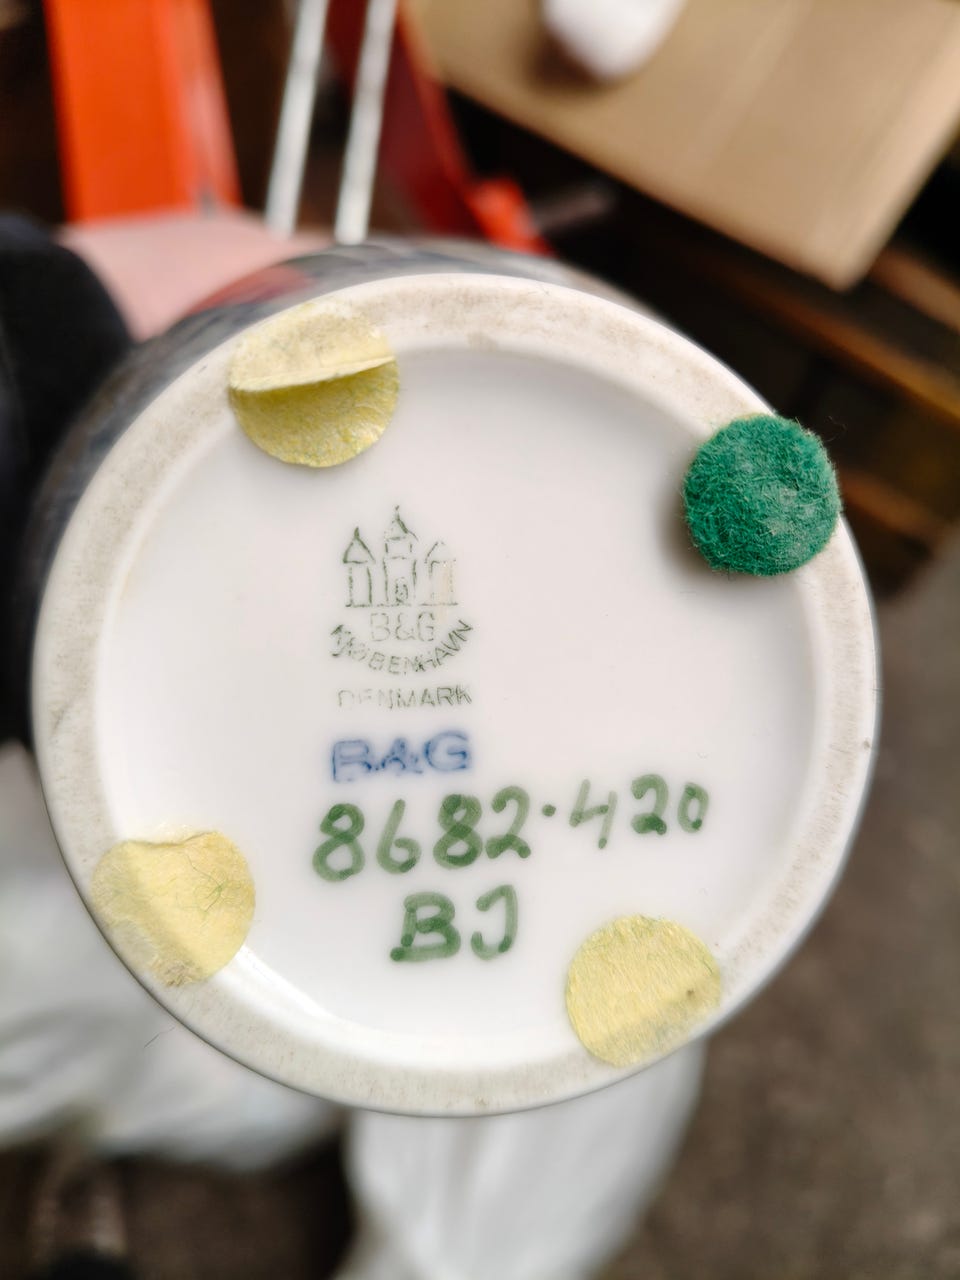 B&G
KJØBENHAVN
DENMARK
B&G
8682·420
BJ